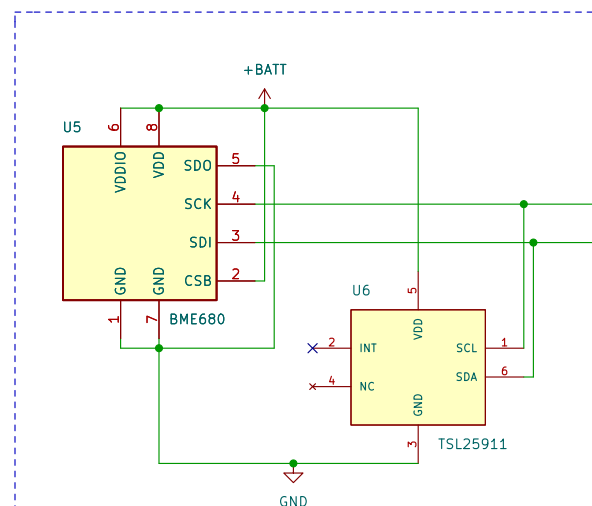 +BATT
U5
6
8
VDDIO
VDD
SDO
5
SCK
4
SDI
3
CSB
2
GND
GND
1
7
BME680
U6
5
VDD
2
INT
SCL
1
4
NC
SDA
6
GND
3
TSL25911
GND